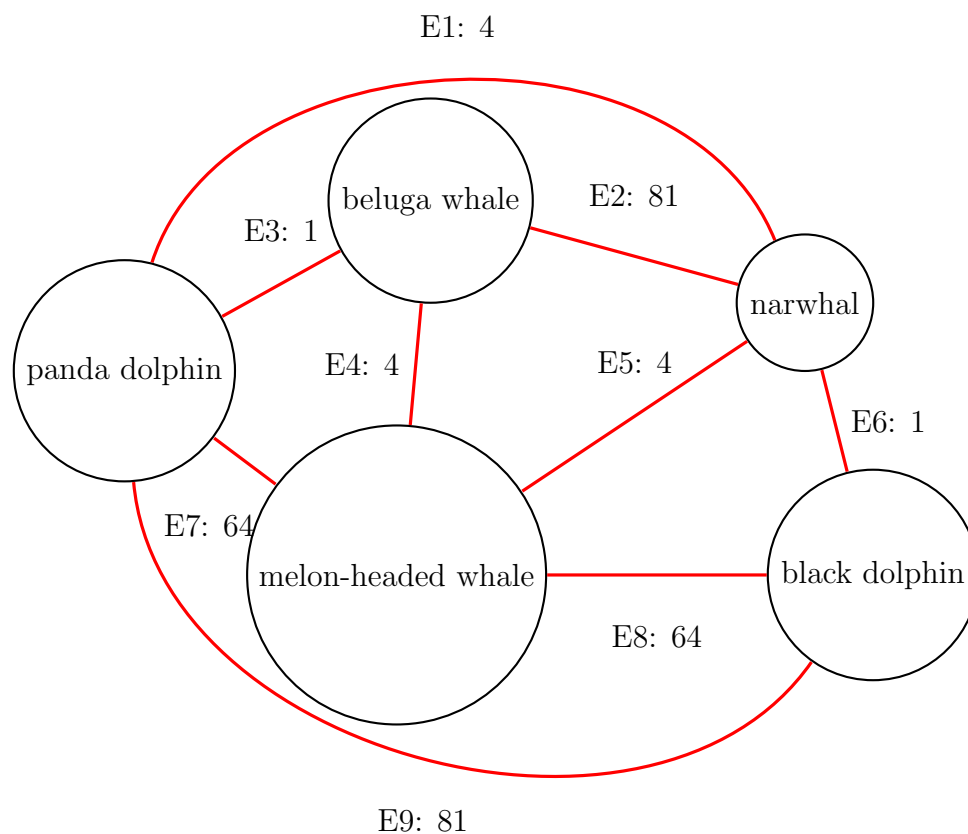 E1: 4
beluga whale
E2: 81
E3: 1
narwhal
panda dolphin
E4: 4
E5: 4
E6: 1
E7: 64
melon-headed whale
black dolphin
E8: 64
E9: 81